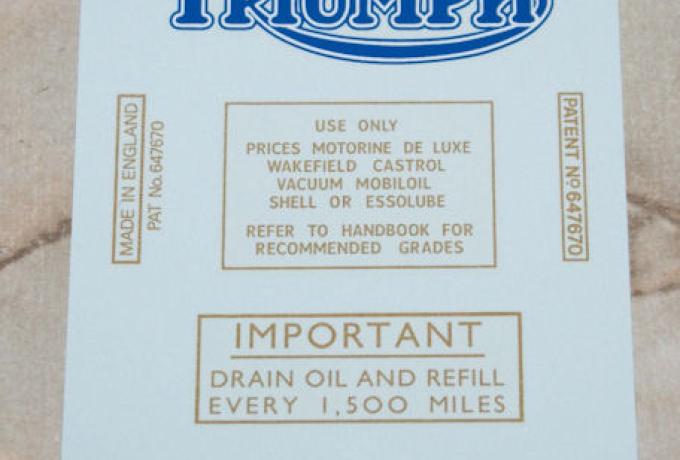 TRIUMPH
MADE IN ENGLAND
PAT No. 647670
USE ONLY
PRICES MOTORINE DE LUXE
WAKEFIELD CASTROL
VACUUM MOBILOIL
SHELL OR ESSOLUBE
REFER TO HANDBOOK FOR
RECOMMENDED GRADES
PATENT Nº 647670
IMPORTANT
DRAIN OIL AND REFILL
EVERY 1,500 MILES